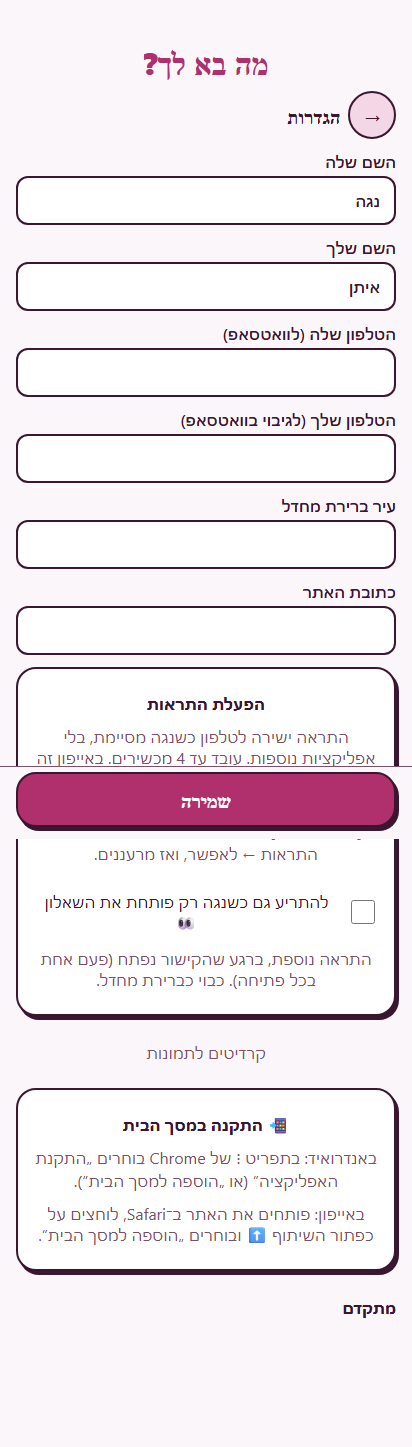 מה בא לך?
→ הגדרות
השם שלה
נגה
השם שלך
איתן
הטלפון שלה (לוואטסאפ)
הטלפון שלך (לגיבוי בוואטסאפ)
עיר ברירת מחדל
כתובת האתר
הפעלת התראות
התראה ישירה לטלפון כשנגה מסיימת, בלי
אפליקציות נוספות. עובד עד 4 מכשירים. באייפון זה
שמירה
התראות ← לאפשר, ואז מרעננים.
להתריע גם כשנגה רק פותחת את השאלון
👀
התראה נוספת, ברגע שהקישור נפתח (פעם אחת
בכל פתיחה). כבוי כברירת מחדל.
קרדיטים לתמונות
📲 התקנה במסך הבית
באנדרואיד: בתפריט ⋮ של Chrome בוחרים „התקנת
האפליקציה״ (או „הוספה למסך הבית״).
באייפון: פותחים את האתר ב־Safari, לוחצים על
כפתור השיתוף ⬆️ ובוחרים „הוספה למסך הבית״.
מתקדם